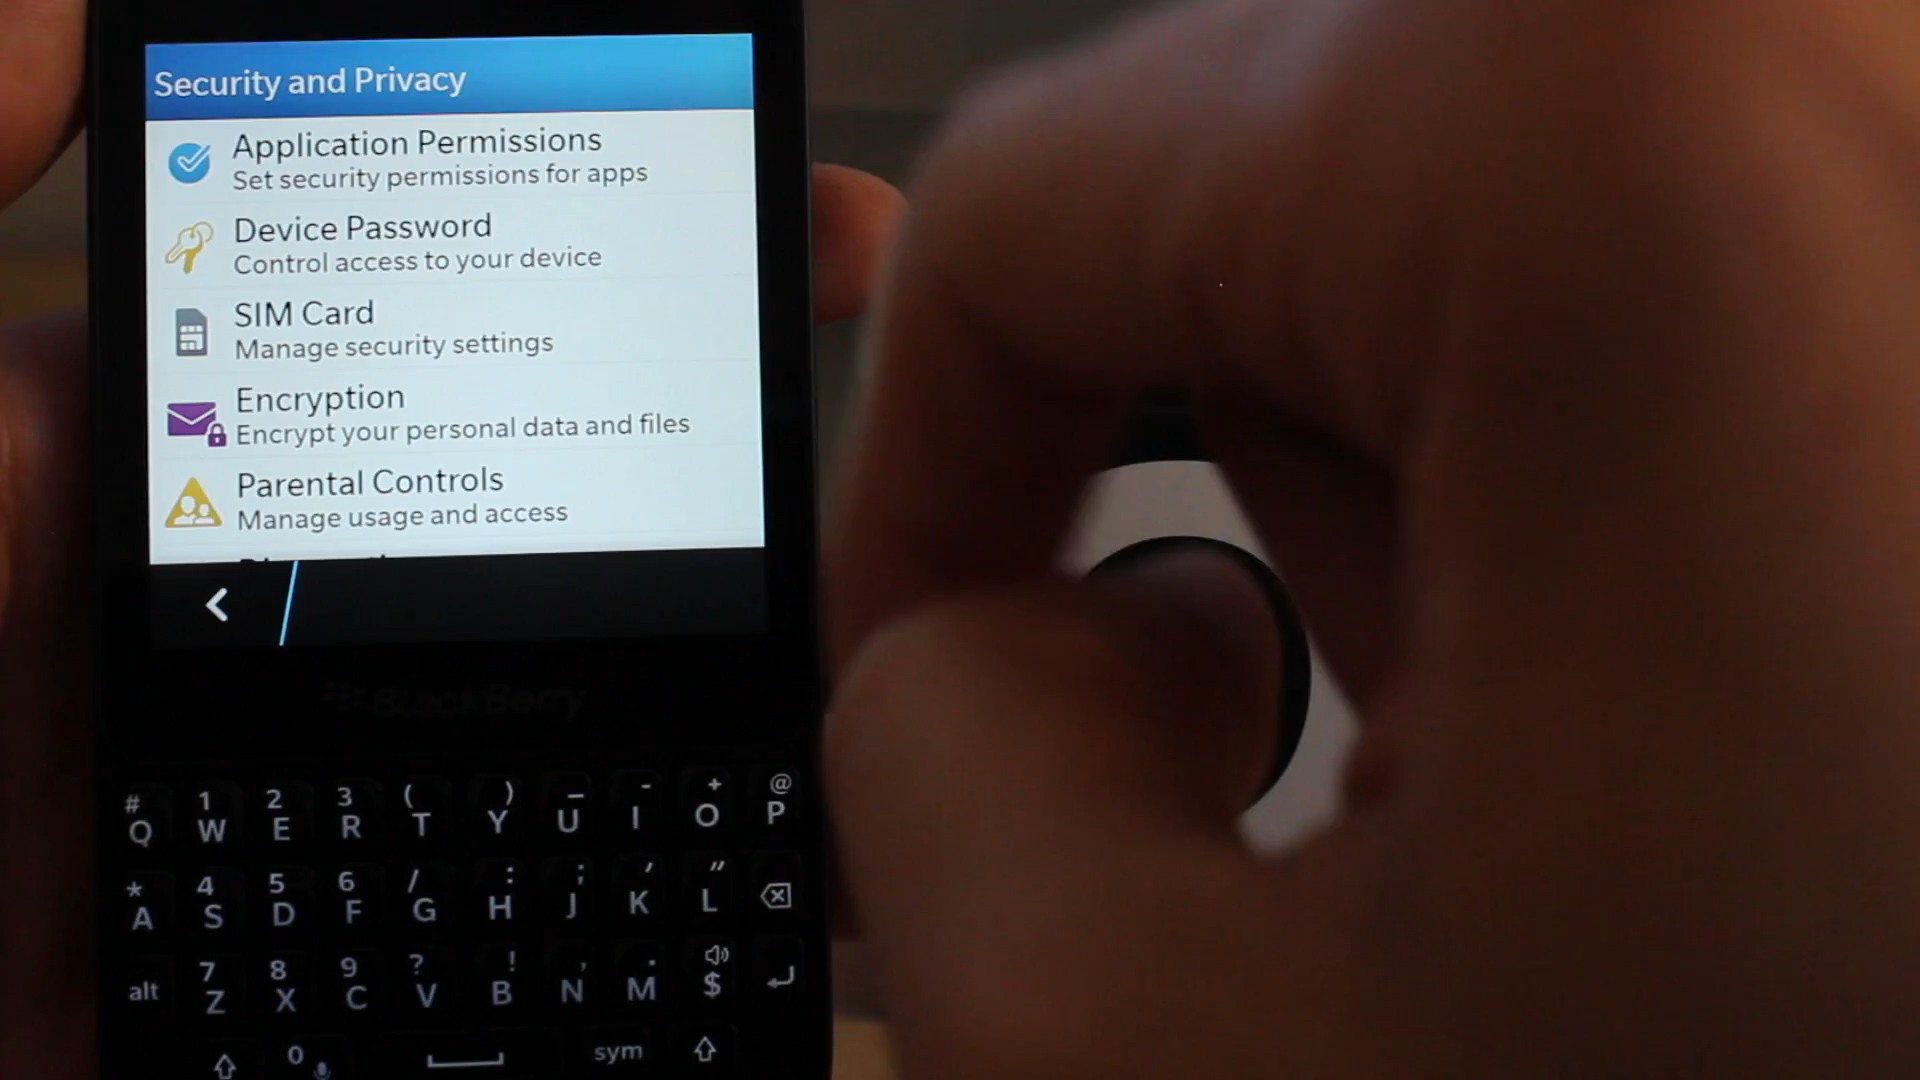 Security and Privacy
Application Permissions
Set security permissions for apps
Device Password
Control access to your device
SIM Card
Manage security settings
Encryption
Encrypt your personal data and files
Parental Controls
Manage usage and access
BlackBerry
# 1 2 3 ( ) _ - + @
Q W E R T Y U I O P
* 4 5 6 / : ; ' "
A S D F G H J K L
7 8 9 ? ! , .
alt Z X C V B N M $
0 sym